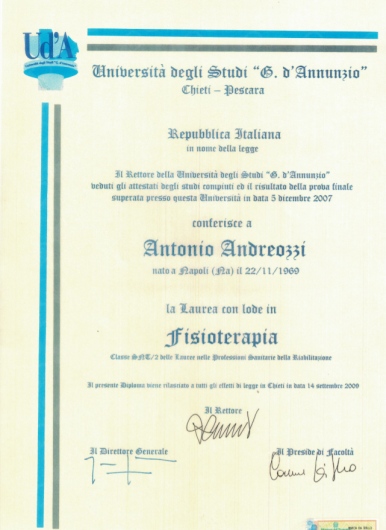 Ud'A
Università degli Studi "G. d'Annunzio"
Chieti – Pescara
Repubblica Italiana
in nome della legge
Il Rettore della Università degli Studi "G. d'Annunzio"
veduti gli attestati degli studi compiuti ed il risultato della prova finale
superata presso questa Università in data 5 dicembre 2007
conferisce a
Antonio Andreozzi
nato a Napoli (Na) il 22/11/1969
la Laurea con lode in
Fisioterapia
Classe SNT/2 delle Lauree nelle Professioni Sanitarie della Riabilitazione
Il presente Diploma viene rilasciato a tutti gli effetti di legge in Chieti in data 14 settembre 2009
Il Rettore
Il Direttore Generale
Il Preside di Facoltà